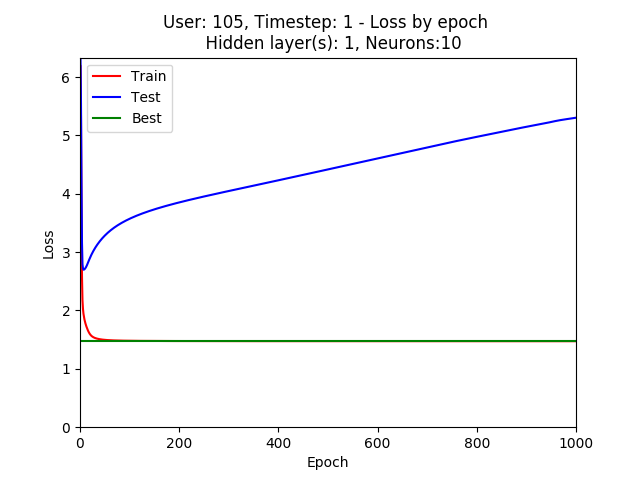 User: 105, Timestep: 1 - Loss by epoch
Hidden layer(s): 1, Neurons:10
Train
Test
Best
6
5
4
3
2
1
0
Loss
0 200 400 600 800 1000
Epoch